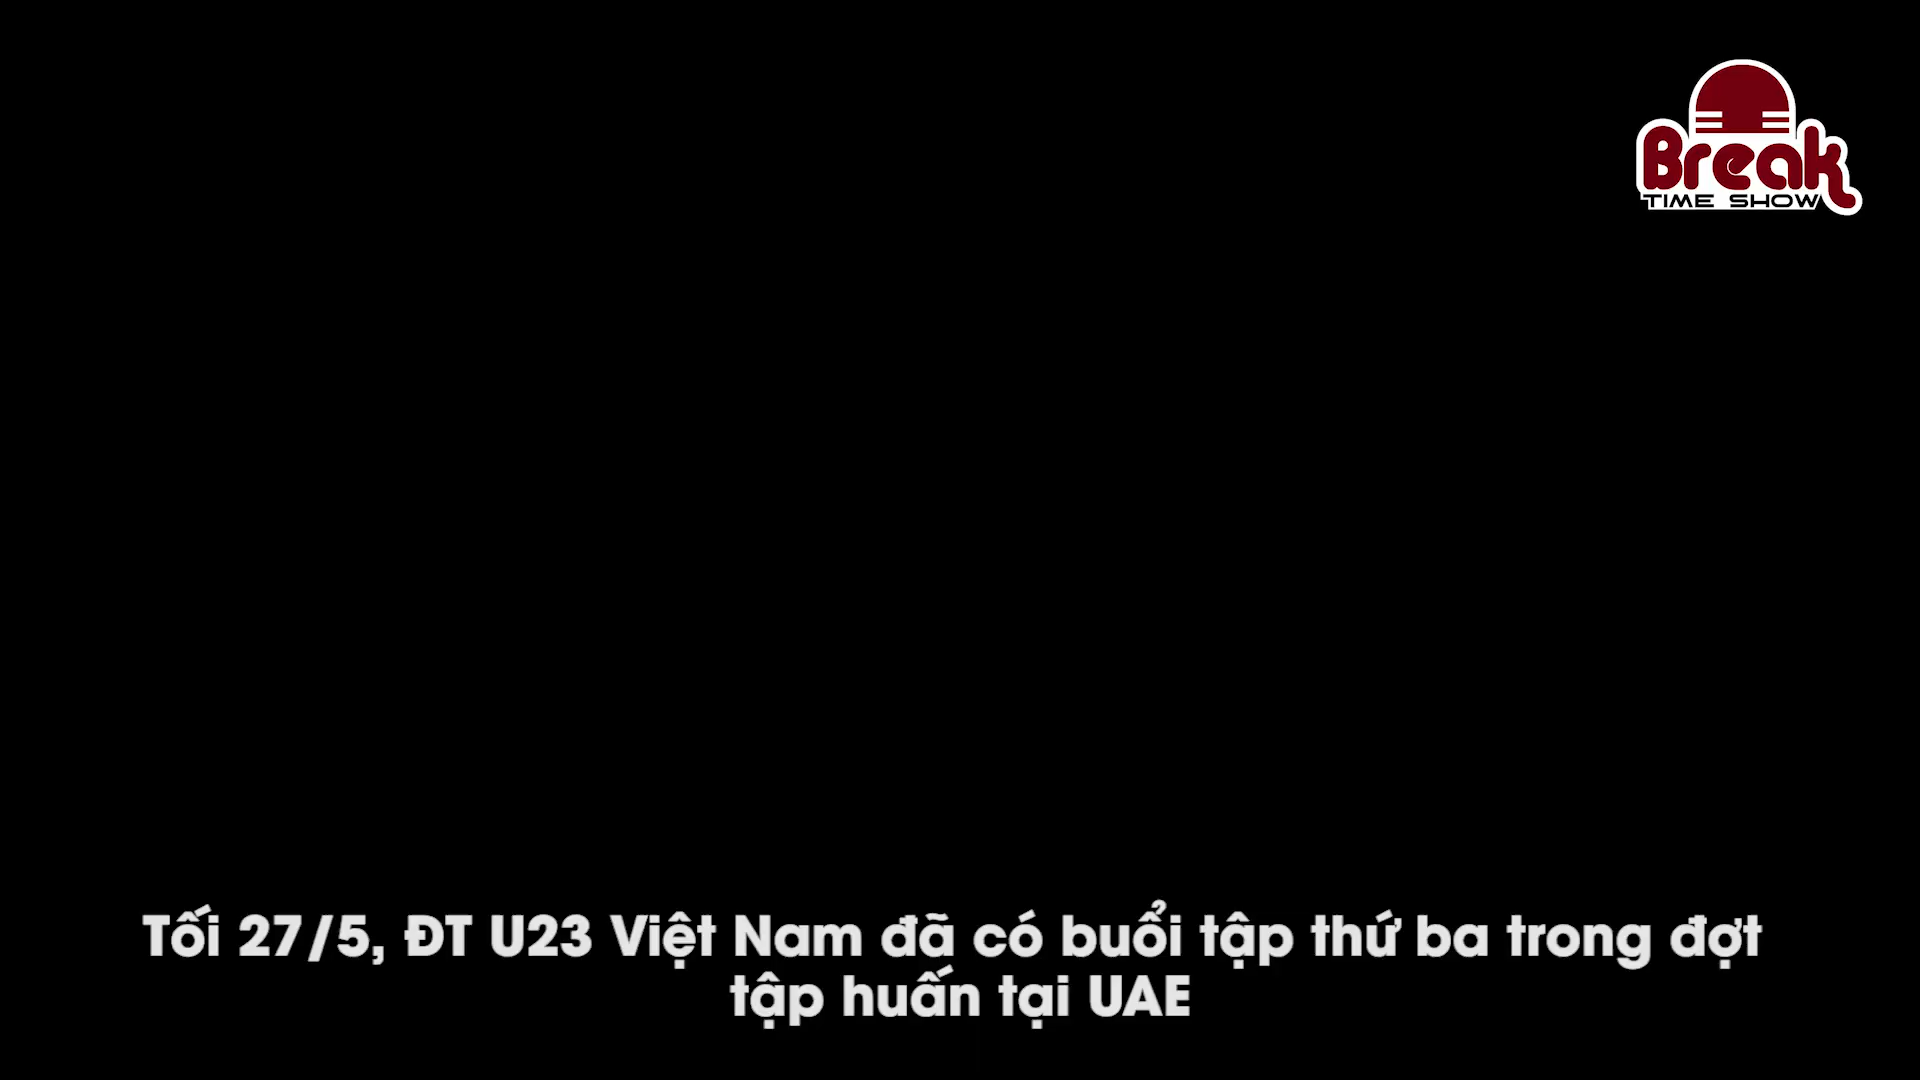 Break
TIME SHOW
Tối 27/5, ĐT U23 Việt Nam đã có buổi tập thứ ba trong đợt
tập huấn tại UAE